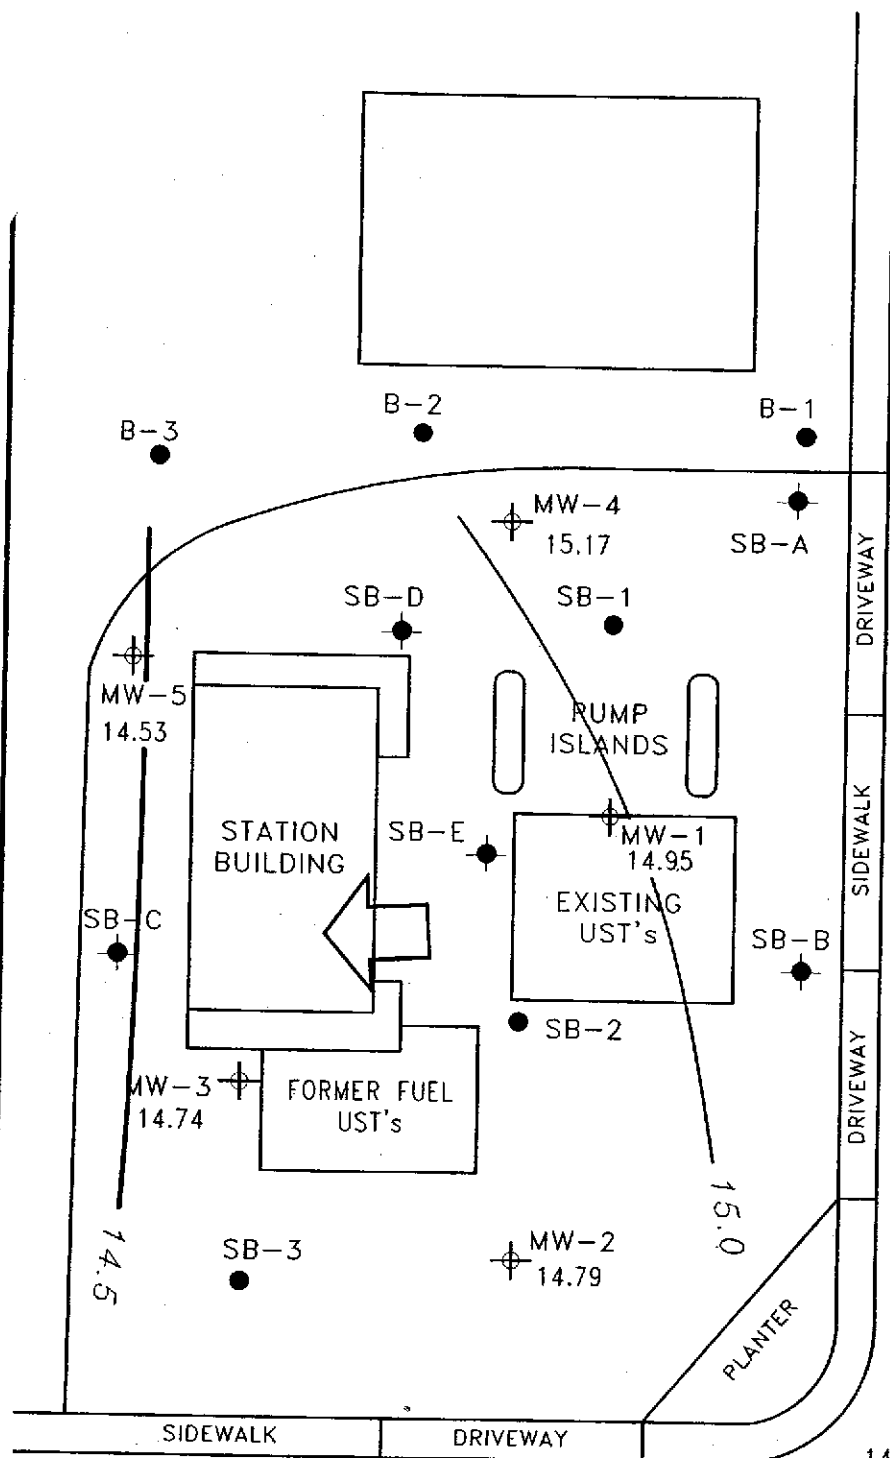 B-2
B-1
B-3
MW-4
15.17
SB-A
DRIVEWAY
SB-D
SB-1
MW-5
14.53
PUMP
ISLANDS
STATION
BUILDING
SB-E
MW-1
14.95
SIDEWALK
EXISTING
UST's
SB-C
SB-B
SB-2
DRIVEWAY
MW-3
14.74
FORMER FUEL
UST's
15.0
14.5
SB-3
MW-2
14.79
PLANTER
SIDEWALK
DRIVEWAY